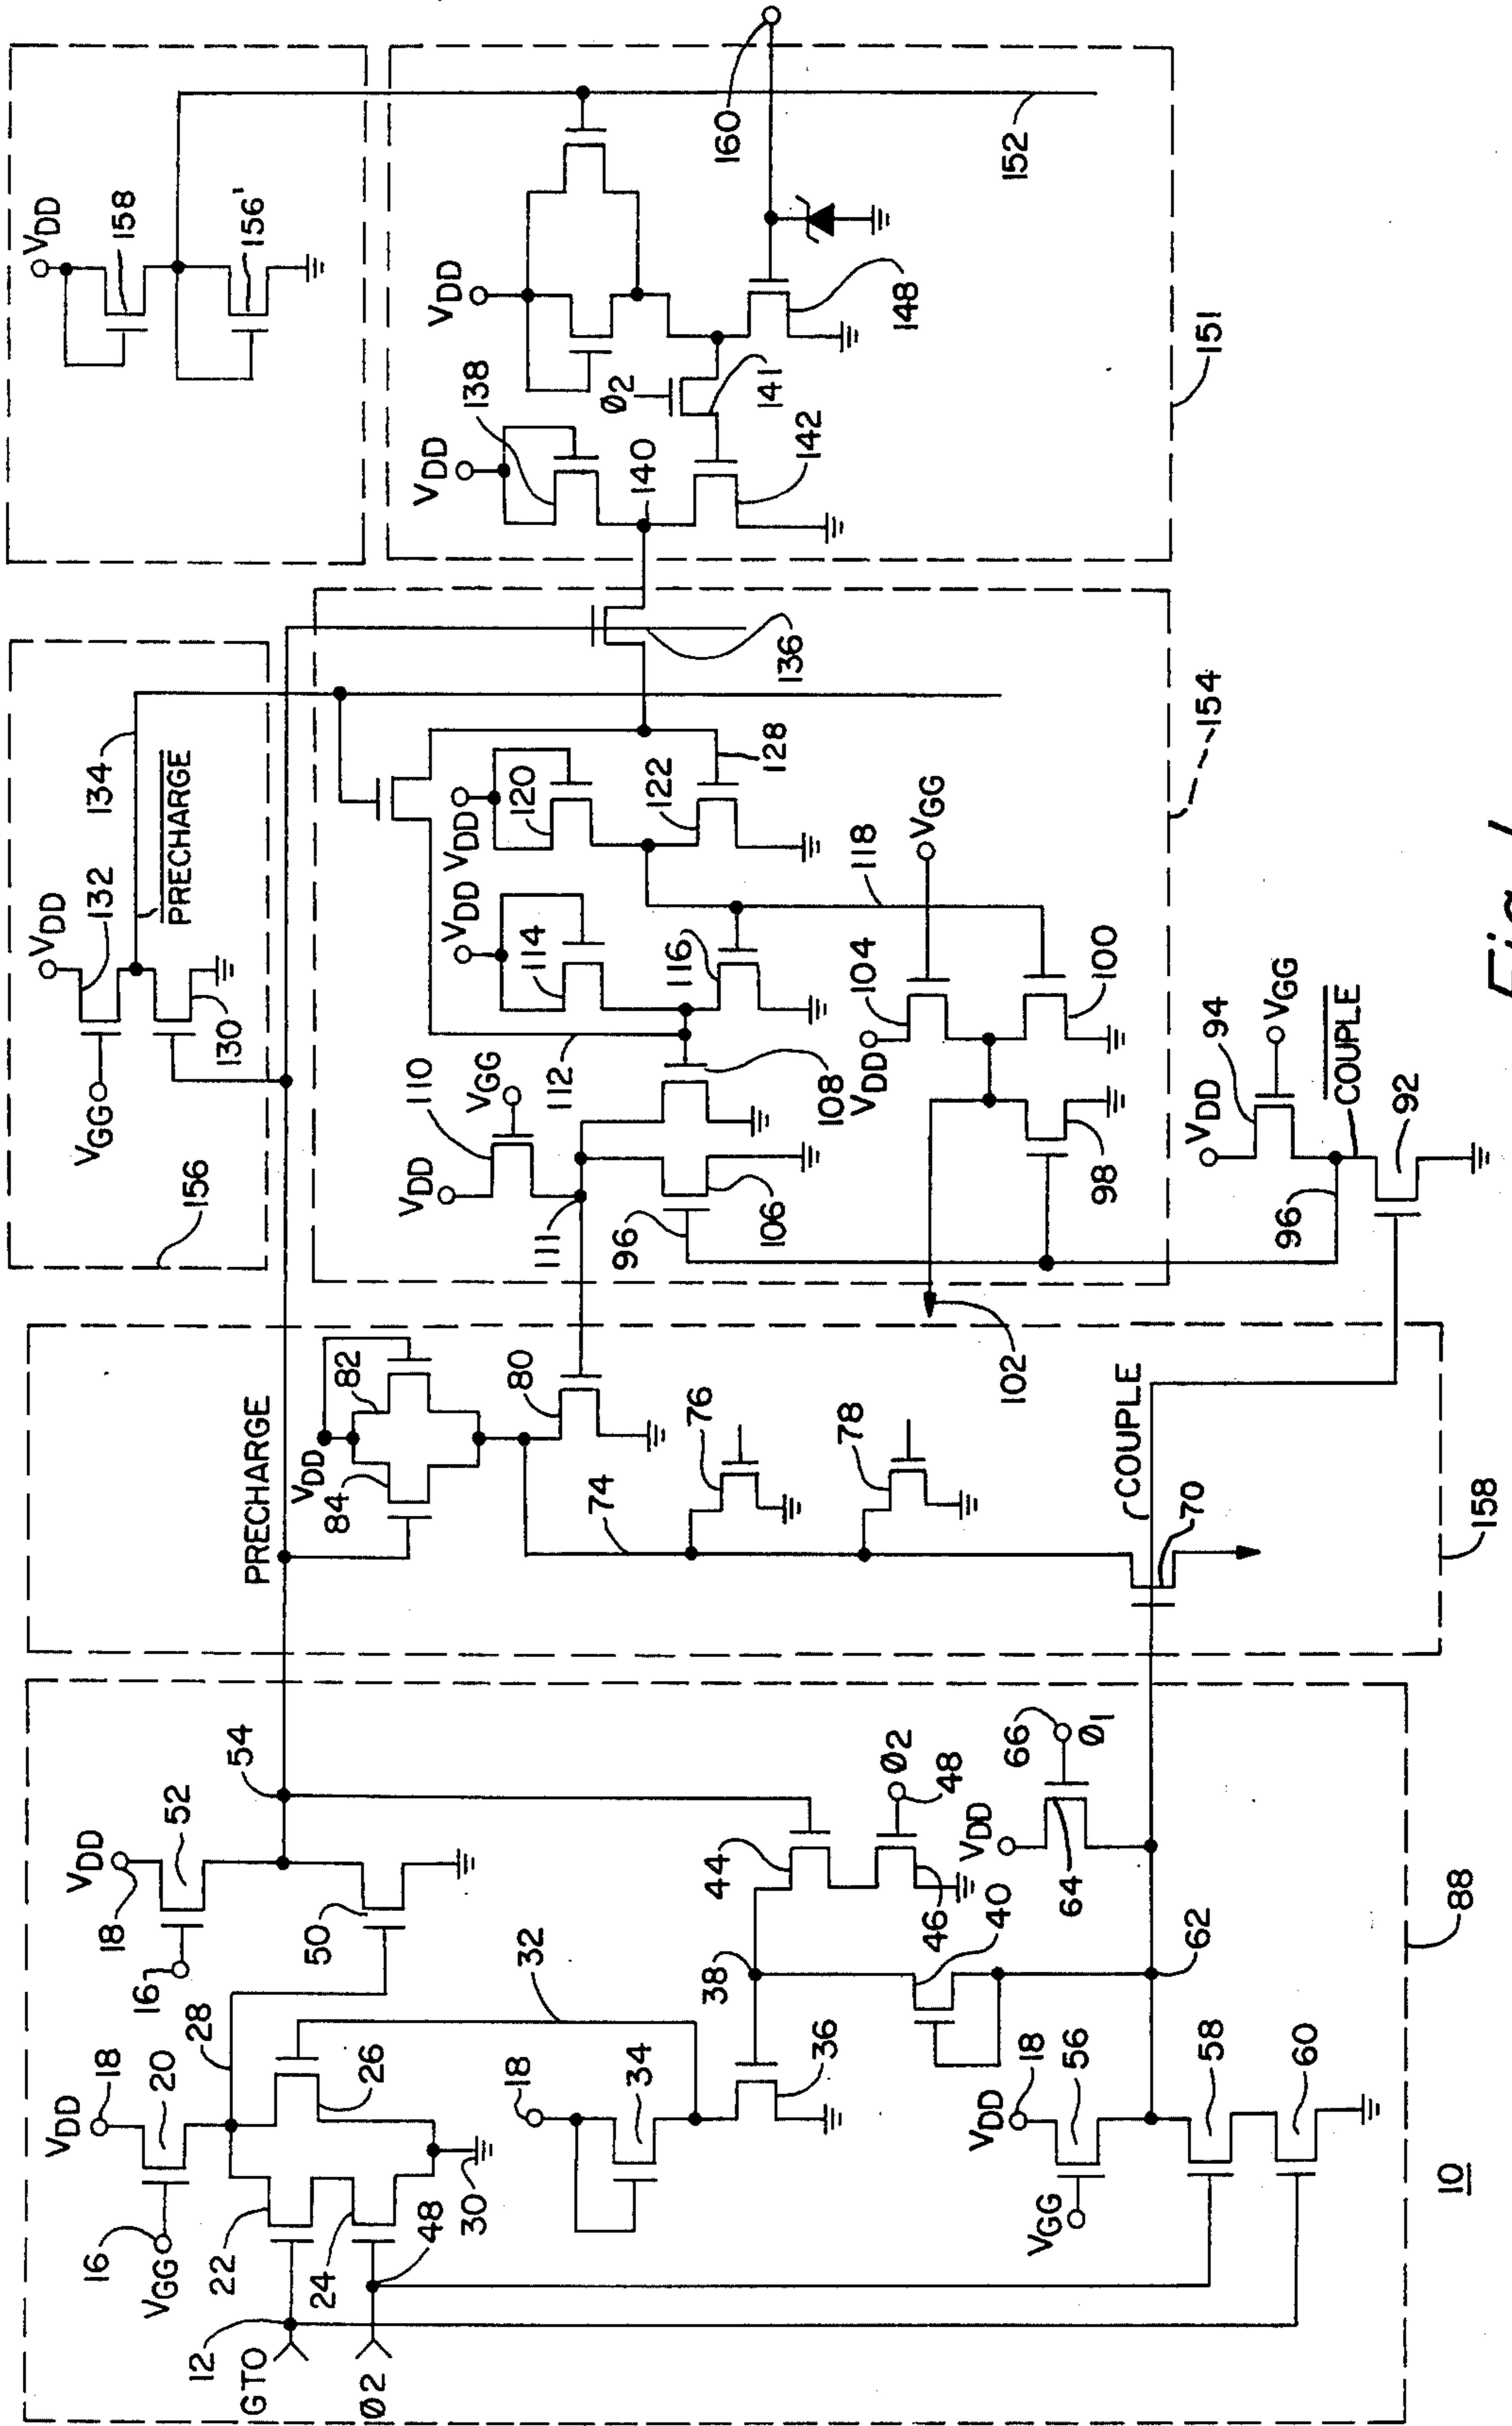 PRECHARGE
PRECHARGE
COUPLE
COUPLE
GTO
Ø2
12
16
VGG
VDD
18
20
22
24
26
28
30
48
32
18
34
36
38
40
44
46
48
Ø2
16
18
VDD
50
52
54
VDD
18
VGG
56
58
60
62
64
VDD
66
Ø1
10
88
VDD
82
84
80
74
76
78
70
158
156
VGG
VDD
132
130
134
VDD
VGG
110
111
112
96
106
108
VDD
114
116
VDD
120
122
128
118
136
VDD
104
VGG
100
98
102
154
VDD
94
VGG
96
92
VDD
158
156'
VDD
138
140
142
141
Ø2
VDD
148
160
152
151
Fig. 1